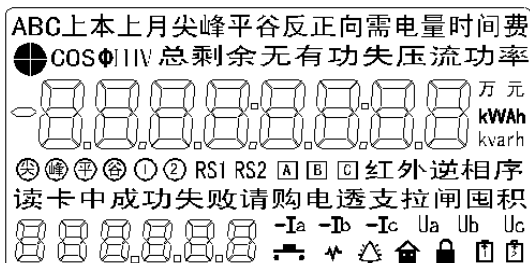 ABC上本上月尖峰平谷反正向需电量时间费
COSΦⅠⅡⅣ总剩余无有功失压流功率
万元
kWAh
kvarh
尖峰平谷①② RS1 RS2 A B C 红外逆相序
读卡中成功失败请购电透支拉闸囤积
-Ia -Ib -Ic Ua Ub Uc